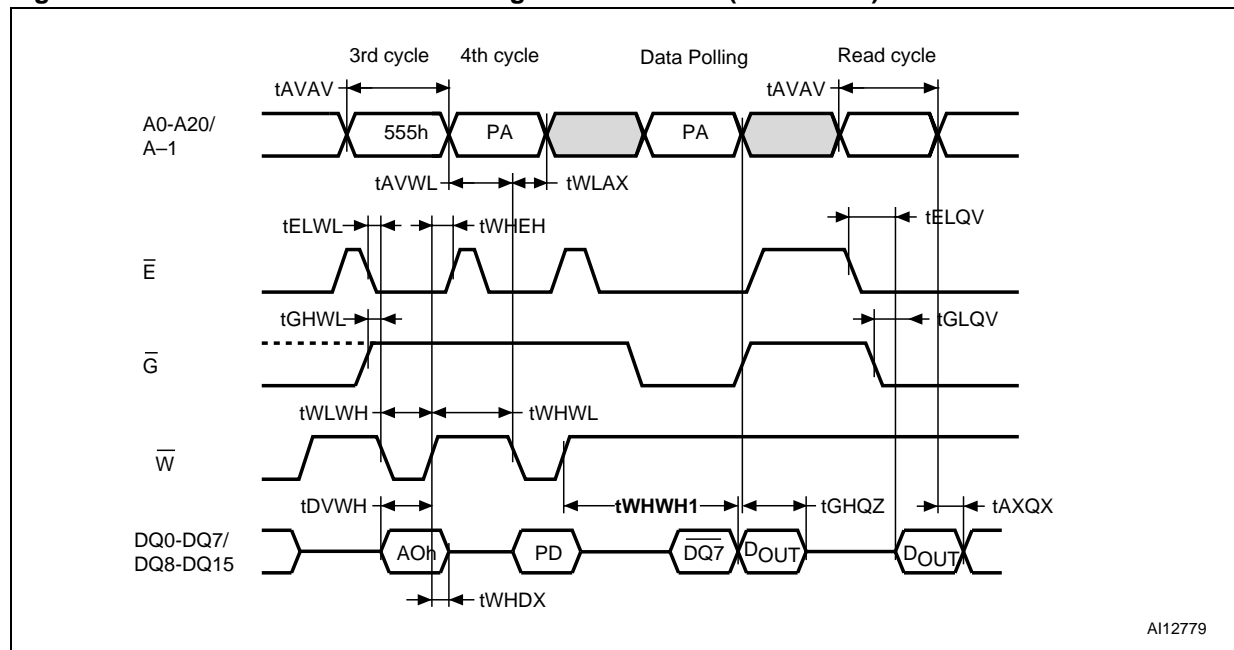 3rd cycle 4th cycle Data Polling Read cycle
tAVAV tAVAV
A0-A20/
A–1
555h PA PA
tAVWL tWLAX
tELWL tWHEH tELQV
E̅
tGHWL tGLQV
G̅
tWLWH tWHWL
W̅
tDVWH tWHWH1 tGHQZ tAXQX
DQ0-DQ7/
DQ8-DQ15
AOh PD D̅Q̅7̅ DOUT DOUT
tWHDX
AI12779